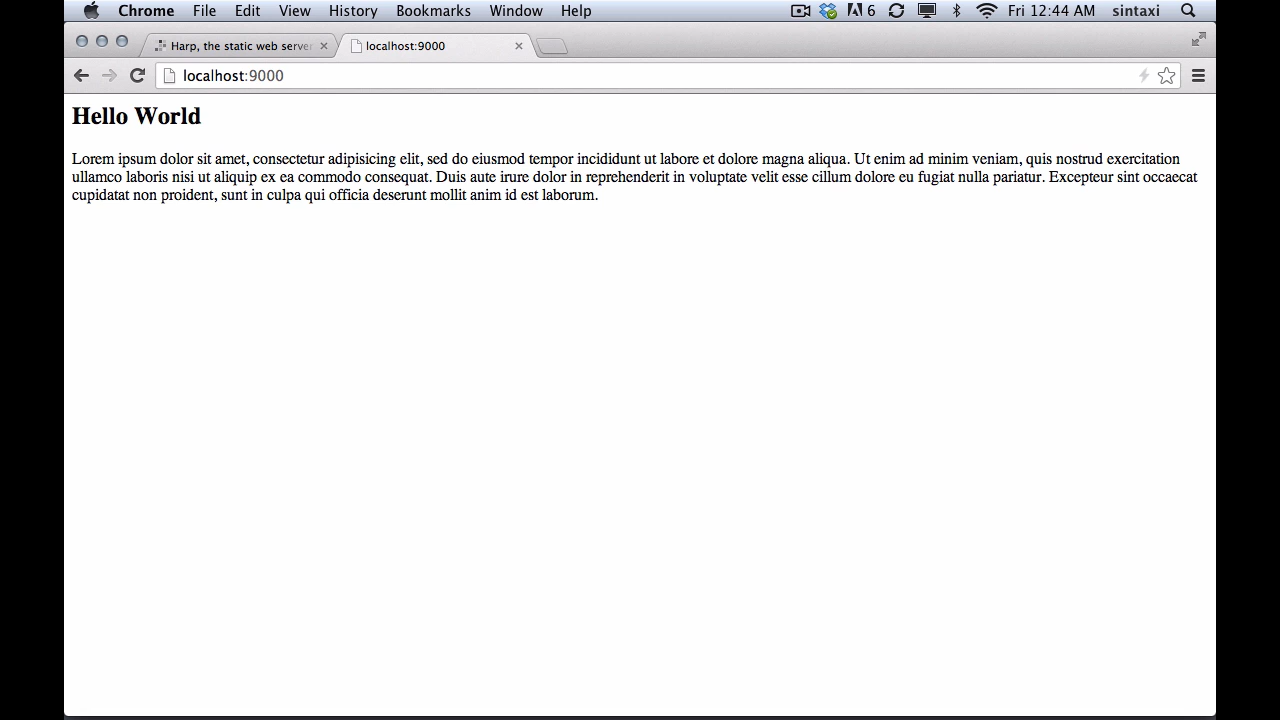 Chrome File Edit View History Bookmarks Window Help 6 Fri 12:44 AM sintaxi
Harp, the static web server localhost:9000
localhost:9000
Hello World
Lorem ipsum dolor sit amet, consectetur adipisicing elit, sed do eiusmod tempor incididunt ut labore et dolore magna aliqua. Ut enim ad minim veniam, quis nostrud exercitation
ullamco laboris nisi ut aliquip ex ea commodo consequat. Duis aute irure dolor in reprehenderit in voluptate velit esse cillum dolore eu fugiat nulla pariatur. Excepteur sint occaecat
cupidatat non proident, sunt in culpa qui officia deserunt mollit anim id est laborum.